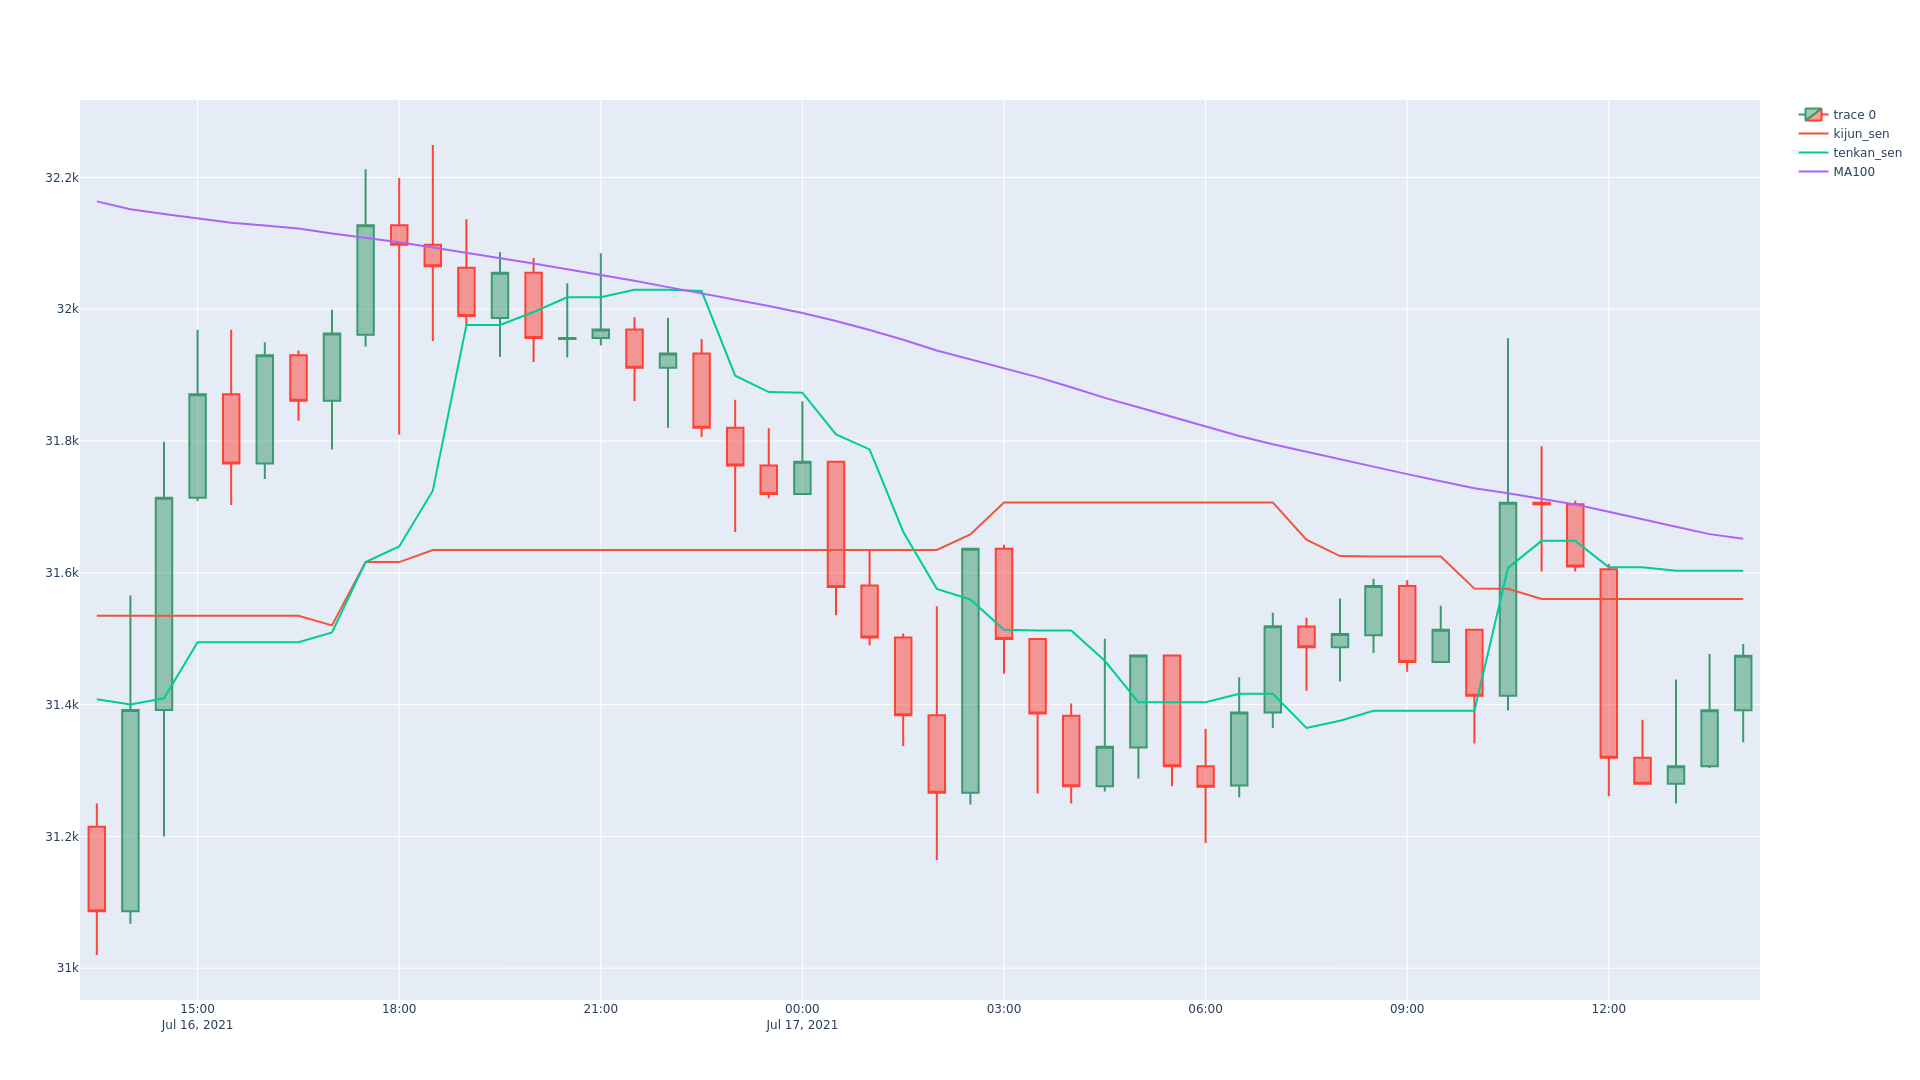 trace 0
kijun_sen
tenkan_sen
MA100
32.2k
32k
31.8k
31.6k
31.4k
31.2k
31k
15:00 18:00 21:00 00:00 03:00 06:00 09:00 12:00
Jul 16, 2021 Jul 17, 2021